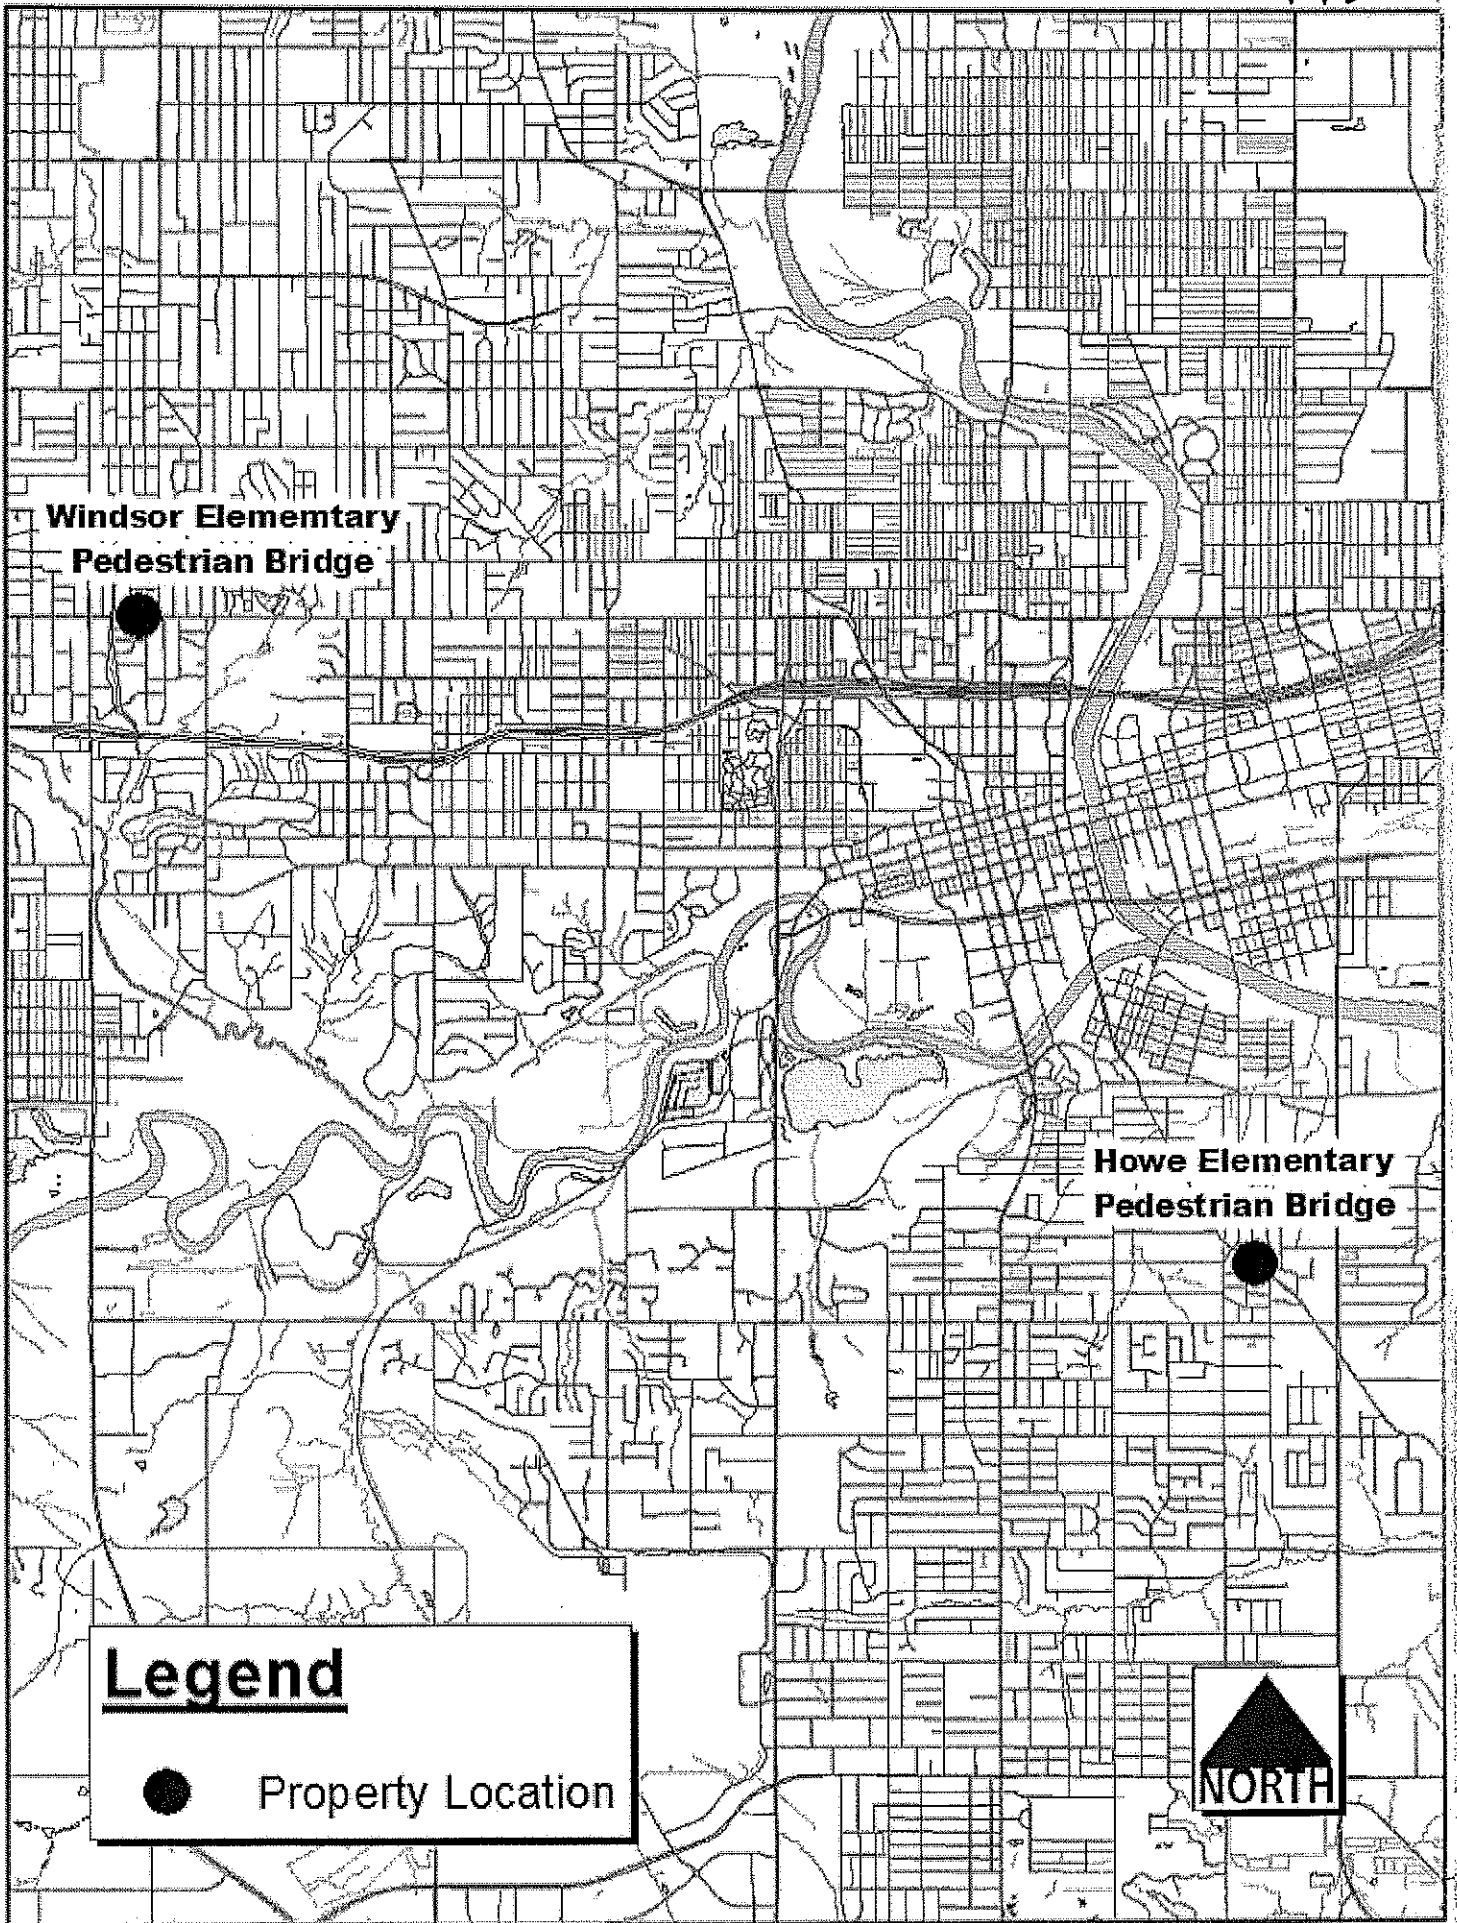 Windsor Elememtary
Pedestrian Bridge
Howe Elementary
Pedestrian Bridge
Legend
Property Location
NORTH